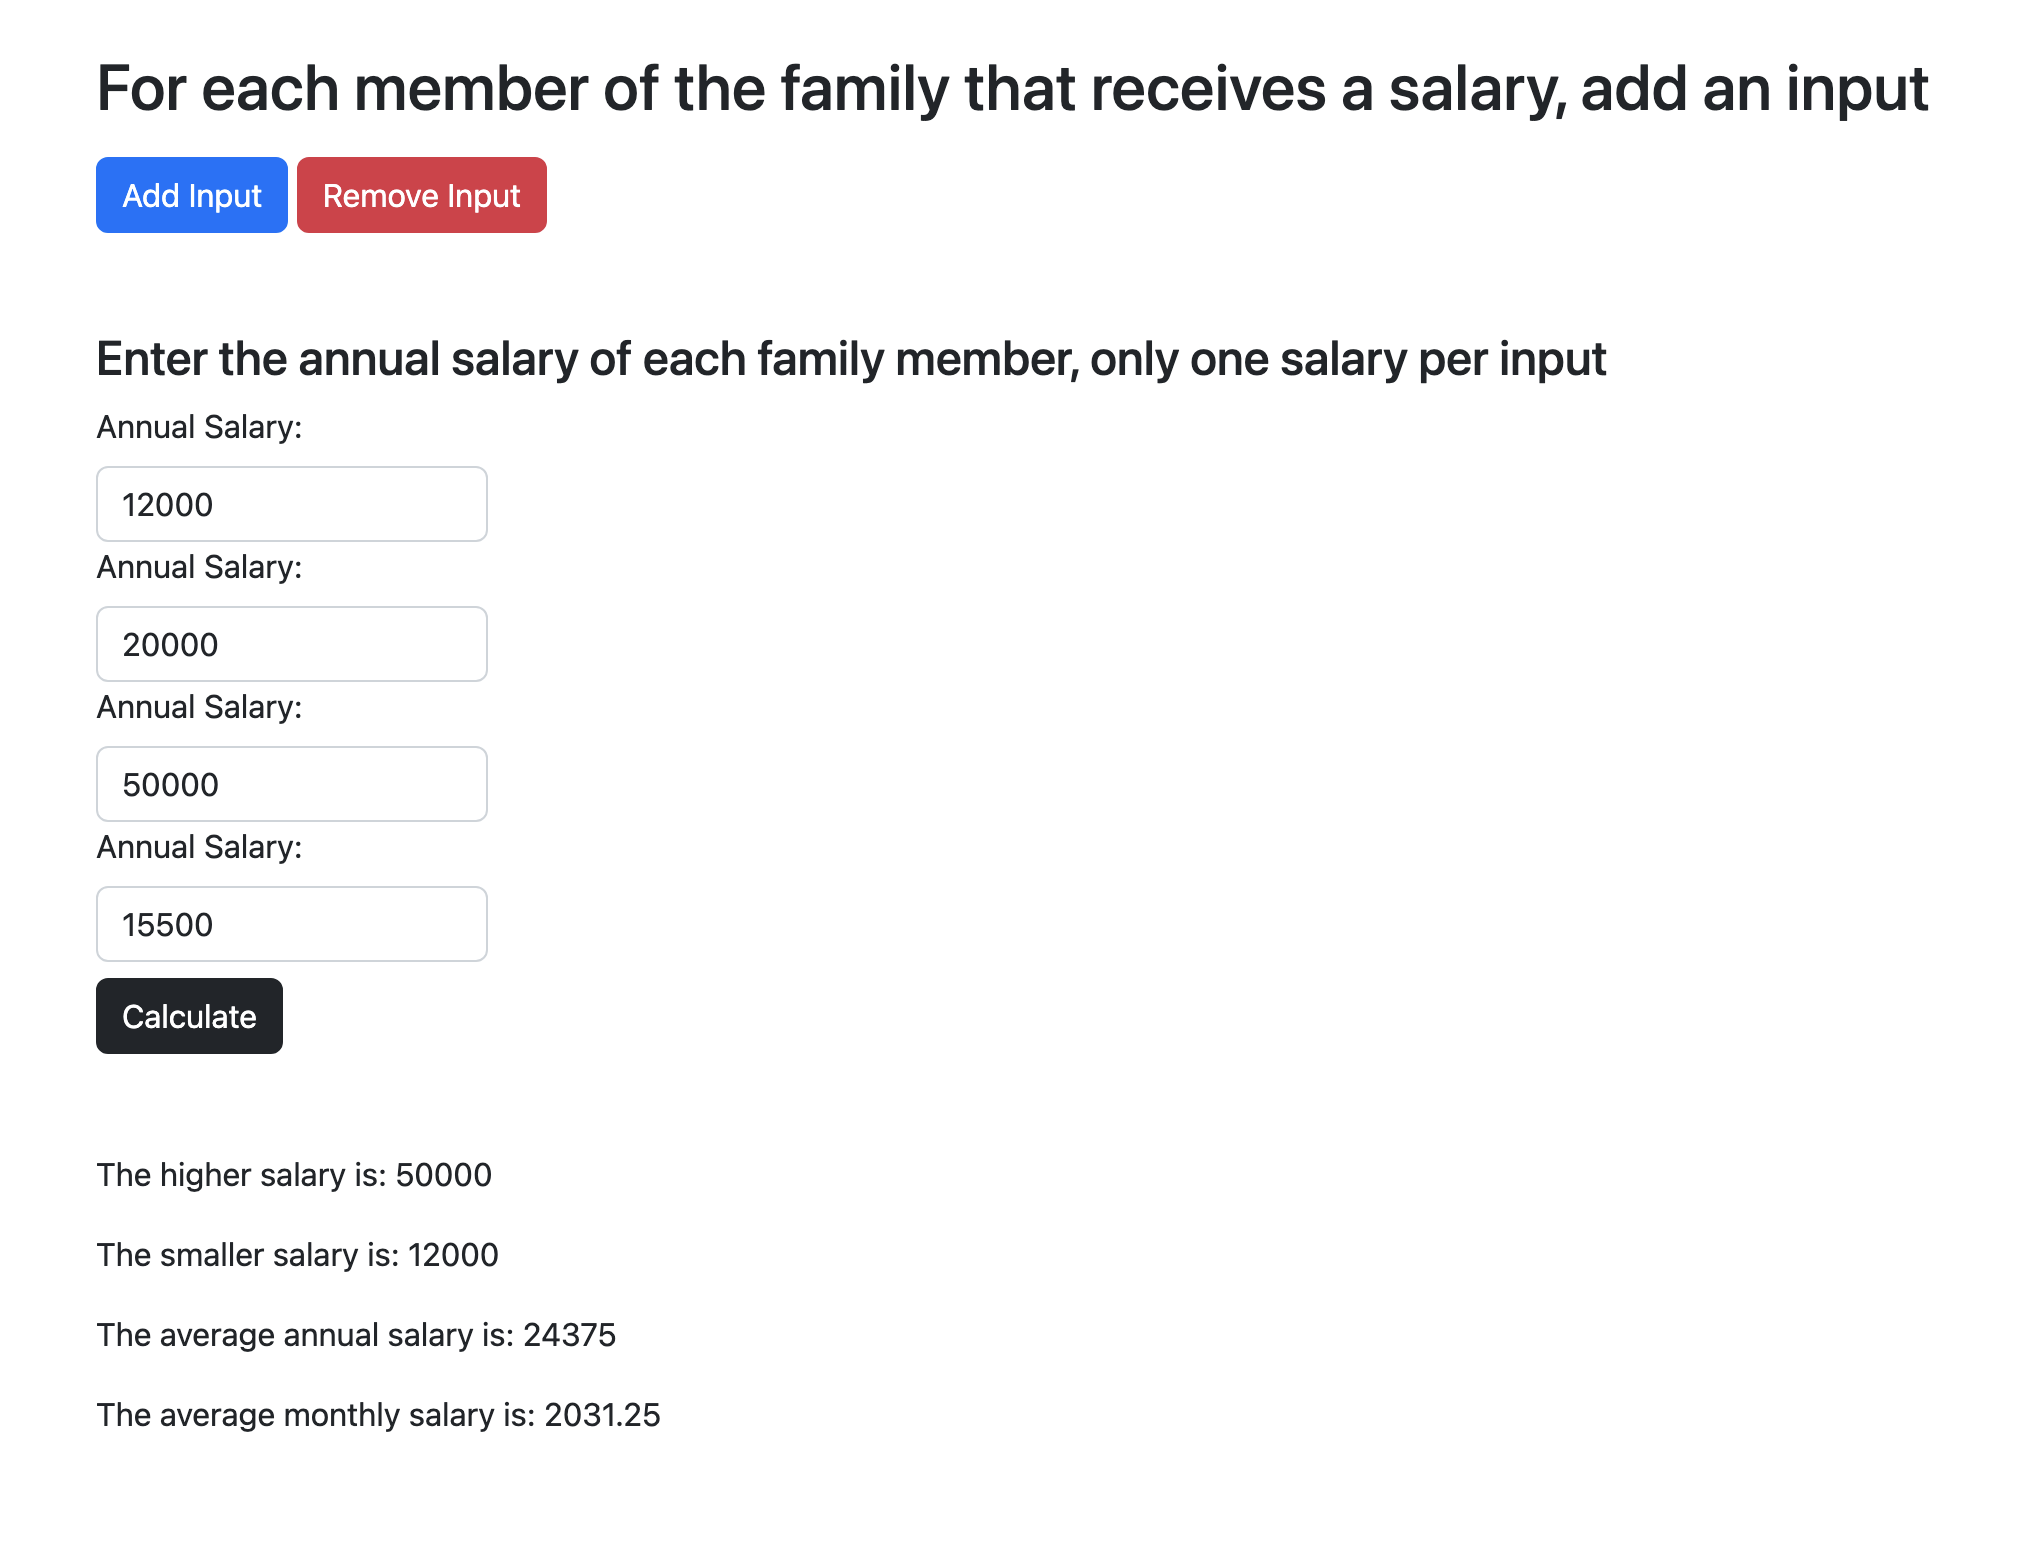 For each member of the family that receives a salary, add an input
Add Input Remove Input
Enter the annual salary of each family member, only one salary per input
Annual Salary:
12000
Annual Salary:
20000
Annual Salary:
50000
Annual Salary:
15500
Calculate
The higher salary is: 50000
The smaller salary is: 12000
The average annual salary is: 24375
The average monthly salary is: 2031.25